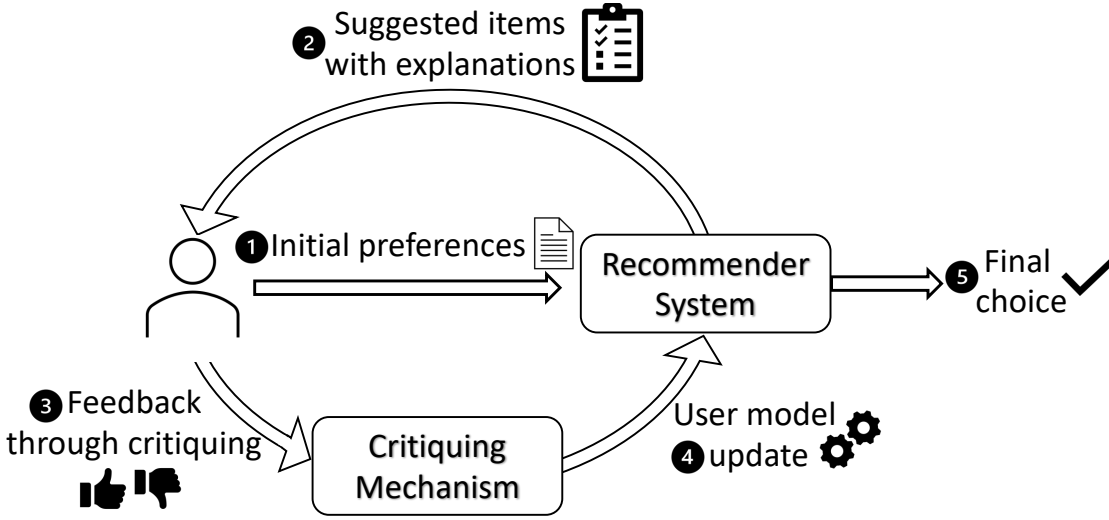 2 Suggested items
with explanations
1 Initial preferences
Recommender
System
5 Final
choice
3 Feedback
through critiquing
Critiquing
Mechanism
User model
4 update